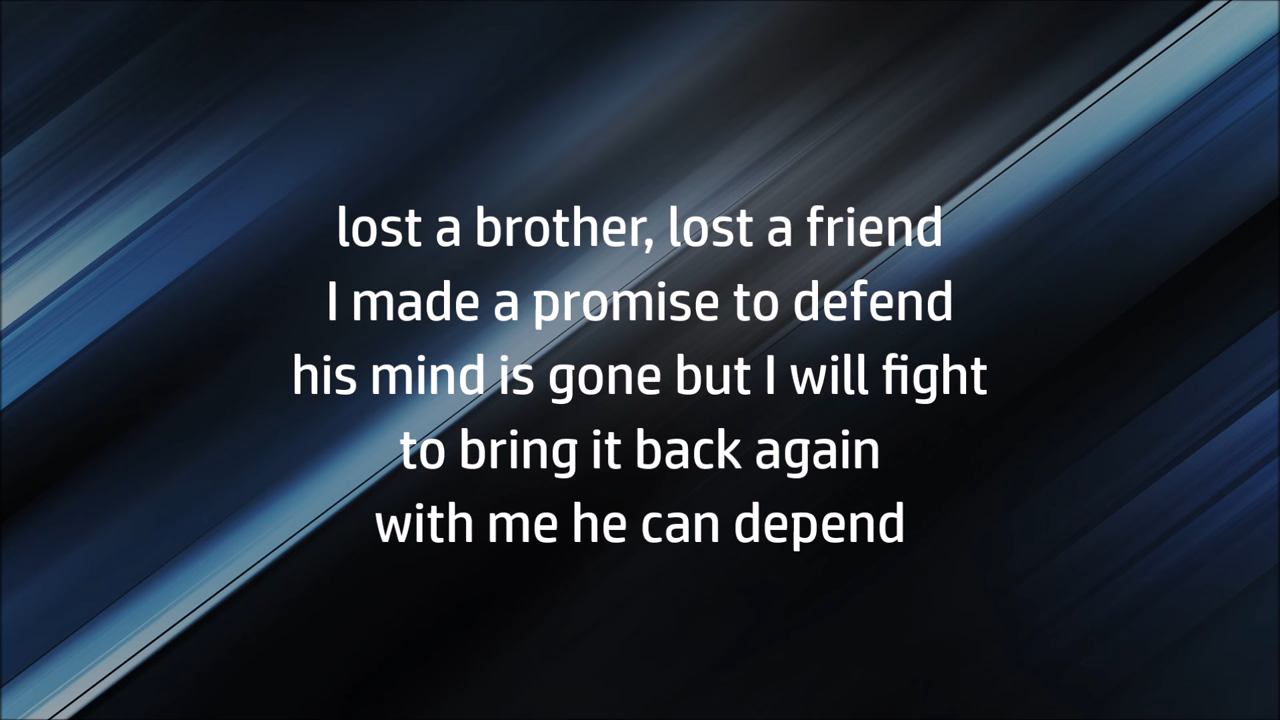 lost a brother, lost a friend
I made a promise to defend
his mind is gone but I will fight
to bring it back again
with me he can depend